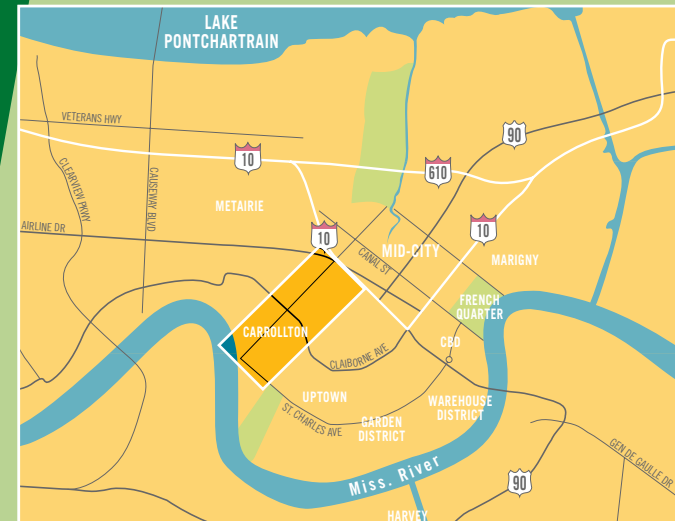 LAKE
PONTCHARTRAIN
VETERANS HWY
90
10
610
CLEARVIEW PKWY
CAUSEWAY BLVD
METAIRIE
AIRLINE DR
10
10
MID-CITY
CANAL ST
MARIGNY
FRENCH
QUARTER
CARROLLTON
CBD
CLAIBORNE AVE
UPTOWN
WAREHOUSE
DISTRICT
ST. CHARLES AVE
GARDEN
DISTRICT
GEN DE GAULLE DR
Miss. River
90
HARVEY